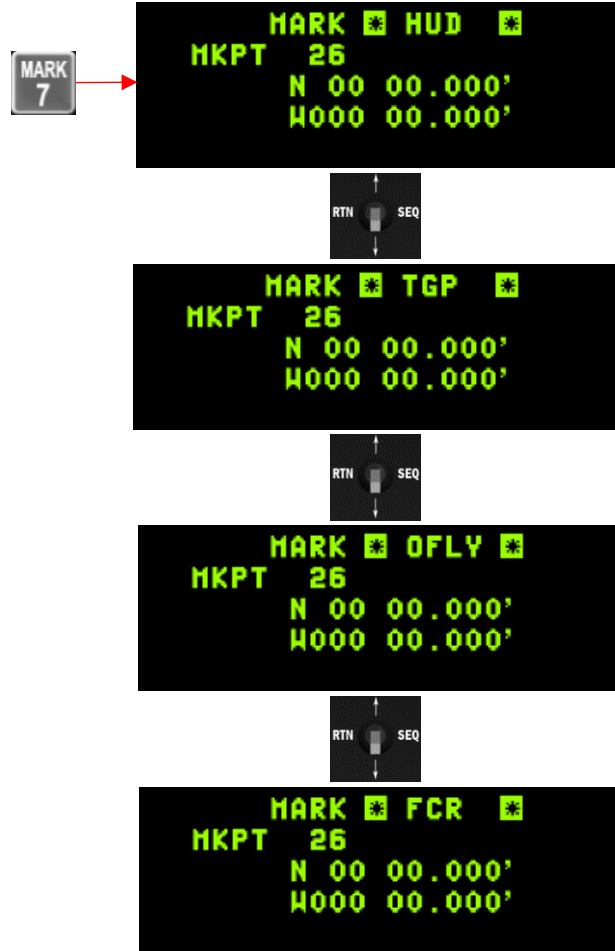 MARK
7
MARK * HUD *
MKPT 26
N 00 00.000'
W000 00.000'
RTN SEQ
MARK * TGP *
MKPT 26
N 00 00.000'
W000 00.000'
RTN SEQ
MARK * OFLY *
MKPT 26
N 00 00.000'
W000 00.000'
RTN SEQ
MARK * FCR *
MKPT 26
N 00 00.000'
W000 00.000'